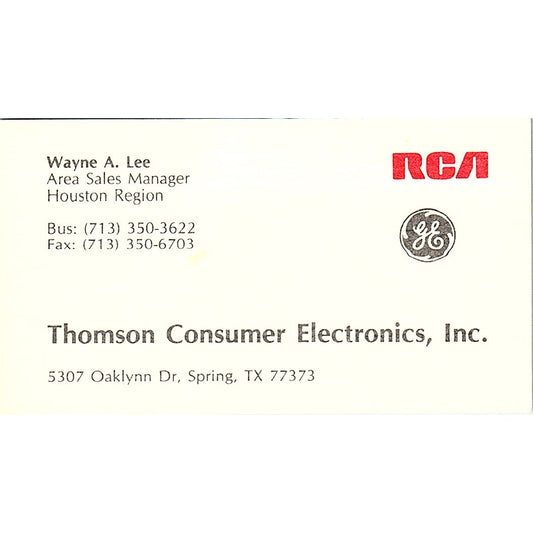 Wayne A. Lee
Area Sales Manager
Houston Region
Bus: (713) 350-3622
Fax: (713) 350-6703
RCA
GE
Thomson Consumer Electronics, Inc.
5307 Oaklynn Dr, Spring, TX 77373